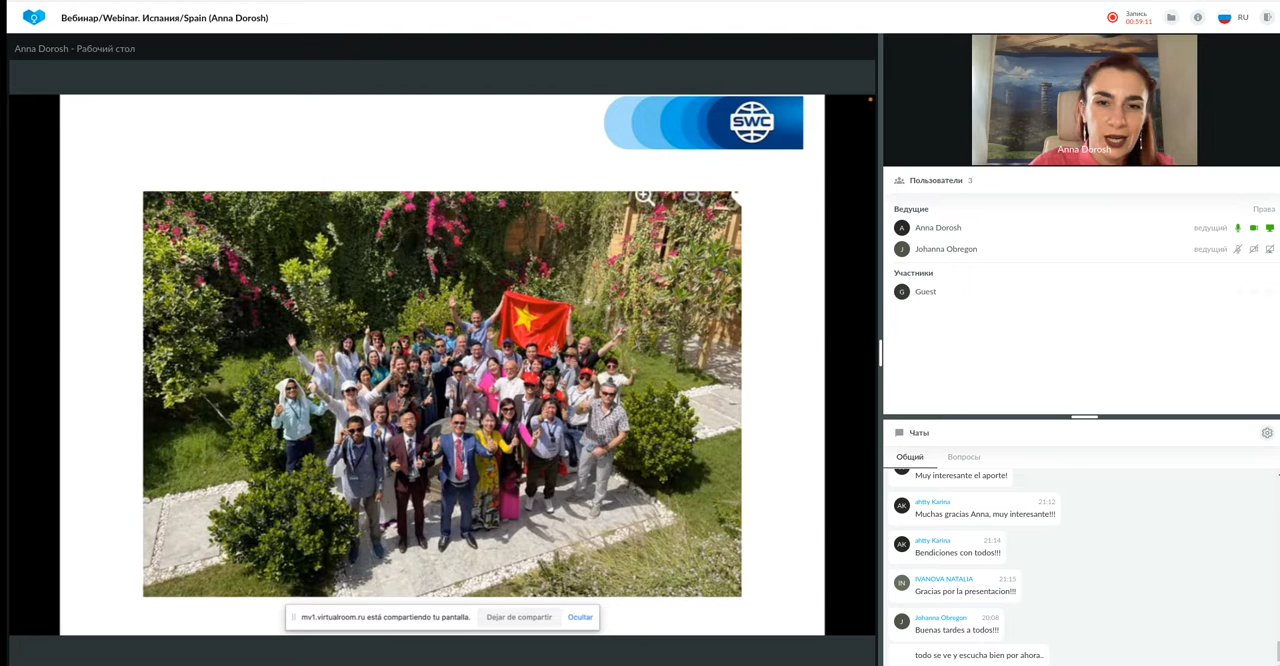 Вебинар/Webinar. Испания/Spain (Anna Dorosh)
Запись
00:59:11
RU
Anna Dorosh - Рабочий стол
SWC
Anna Dorosh
Пользователи 3
Ведущие Права
A Anna Dorosh ведущий
J Johanna Obregon ведущий
Участники
G Guest
Чаты
Общий Вопросы
Muy interesante el aporte!
AK ahtty Karina 21:12
Muchas gracias Anna, muy interesante!!!
AK ahtty Karina 21:14
Bendiciones con todos!!!
IN IVANOVA NATALIA 21:15
Gracias por la presentacion!!!
J Johanna Obregon 20:08
Buenas tardes a todos!!!
todo se ve y escucha bien por ahora..
mv1.virtualroom.ru está compartiendo tu pantalla. Dejar de compartir Ocultar